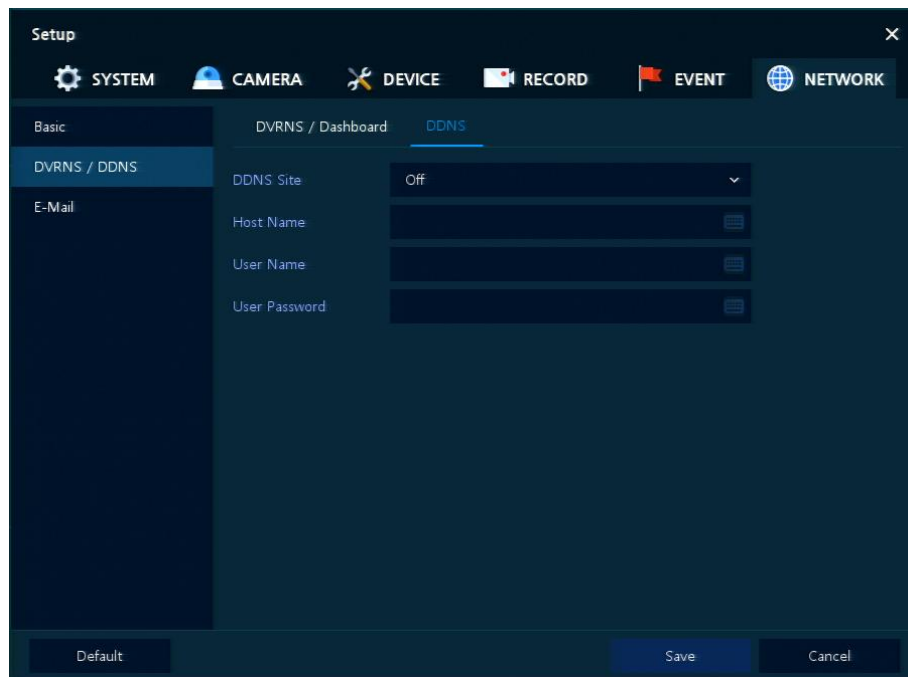 Setup
SYSTEM CAMERA DEVICE RECORD EVENT NETWORK
Basic
DVRNS / DDNS
E-Mail
DVRNS / Dashboard DDNS
DDNS Site Off
Host Name
User Name
User Password
Default Save Cancel